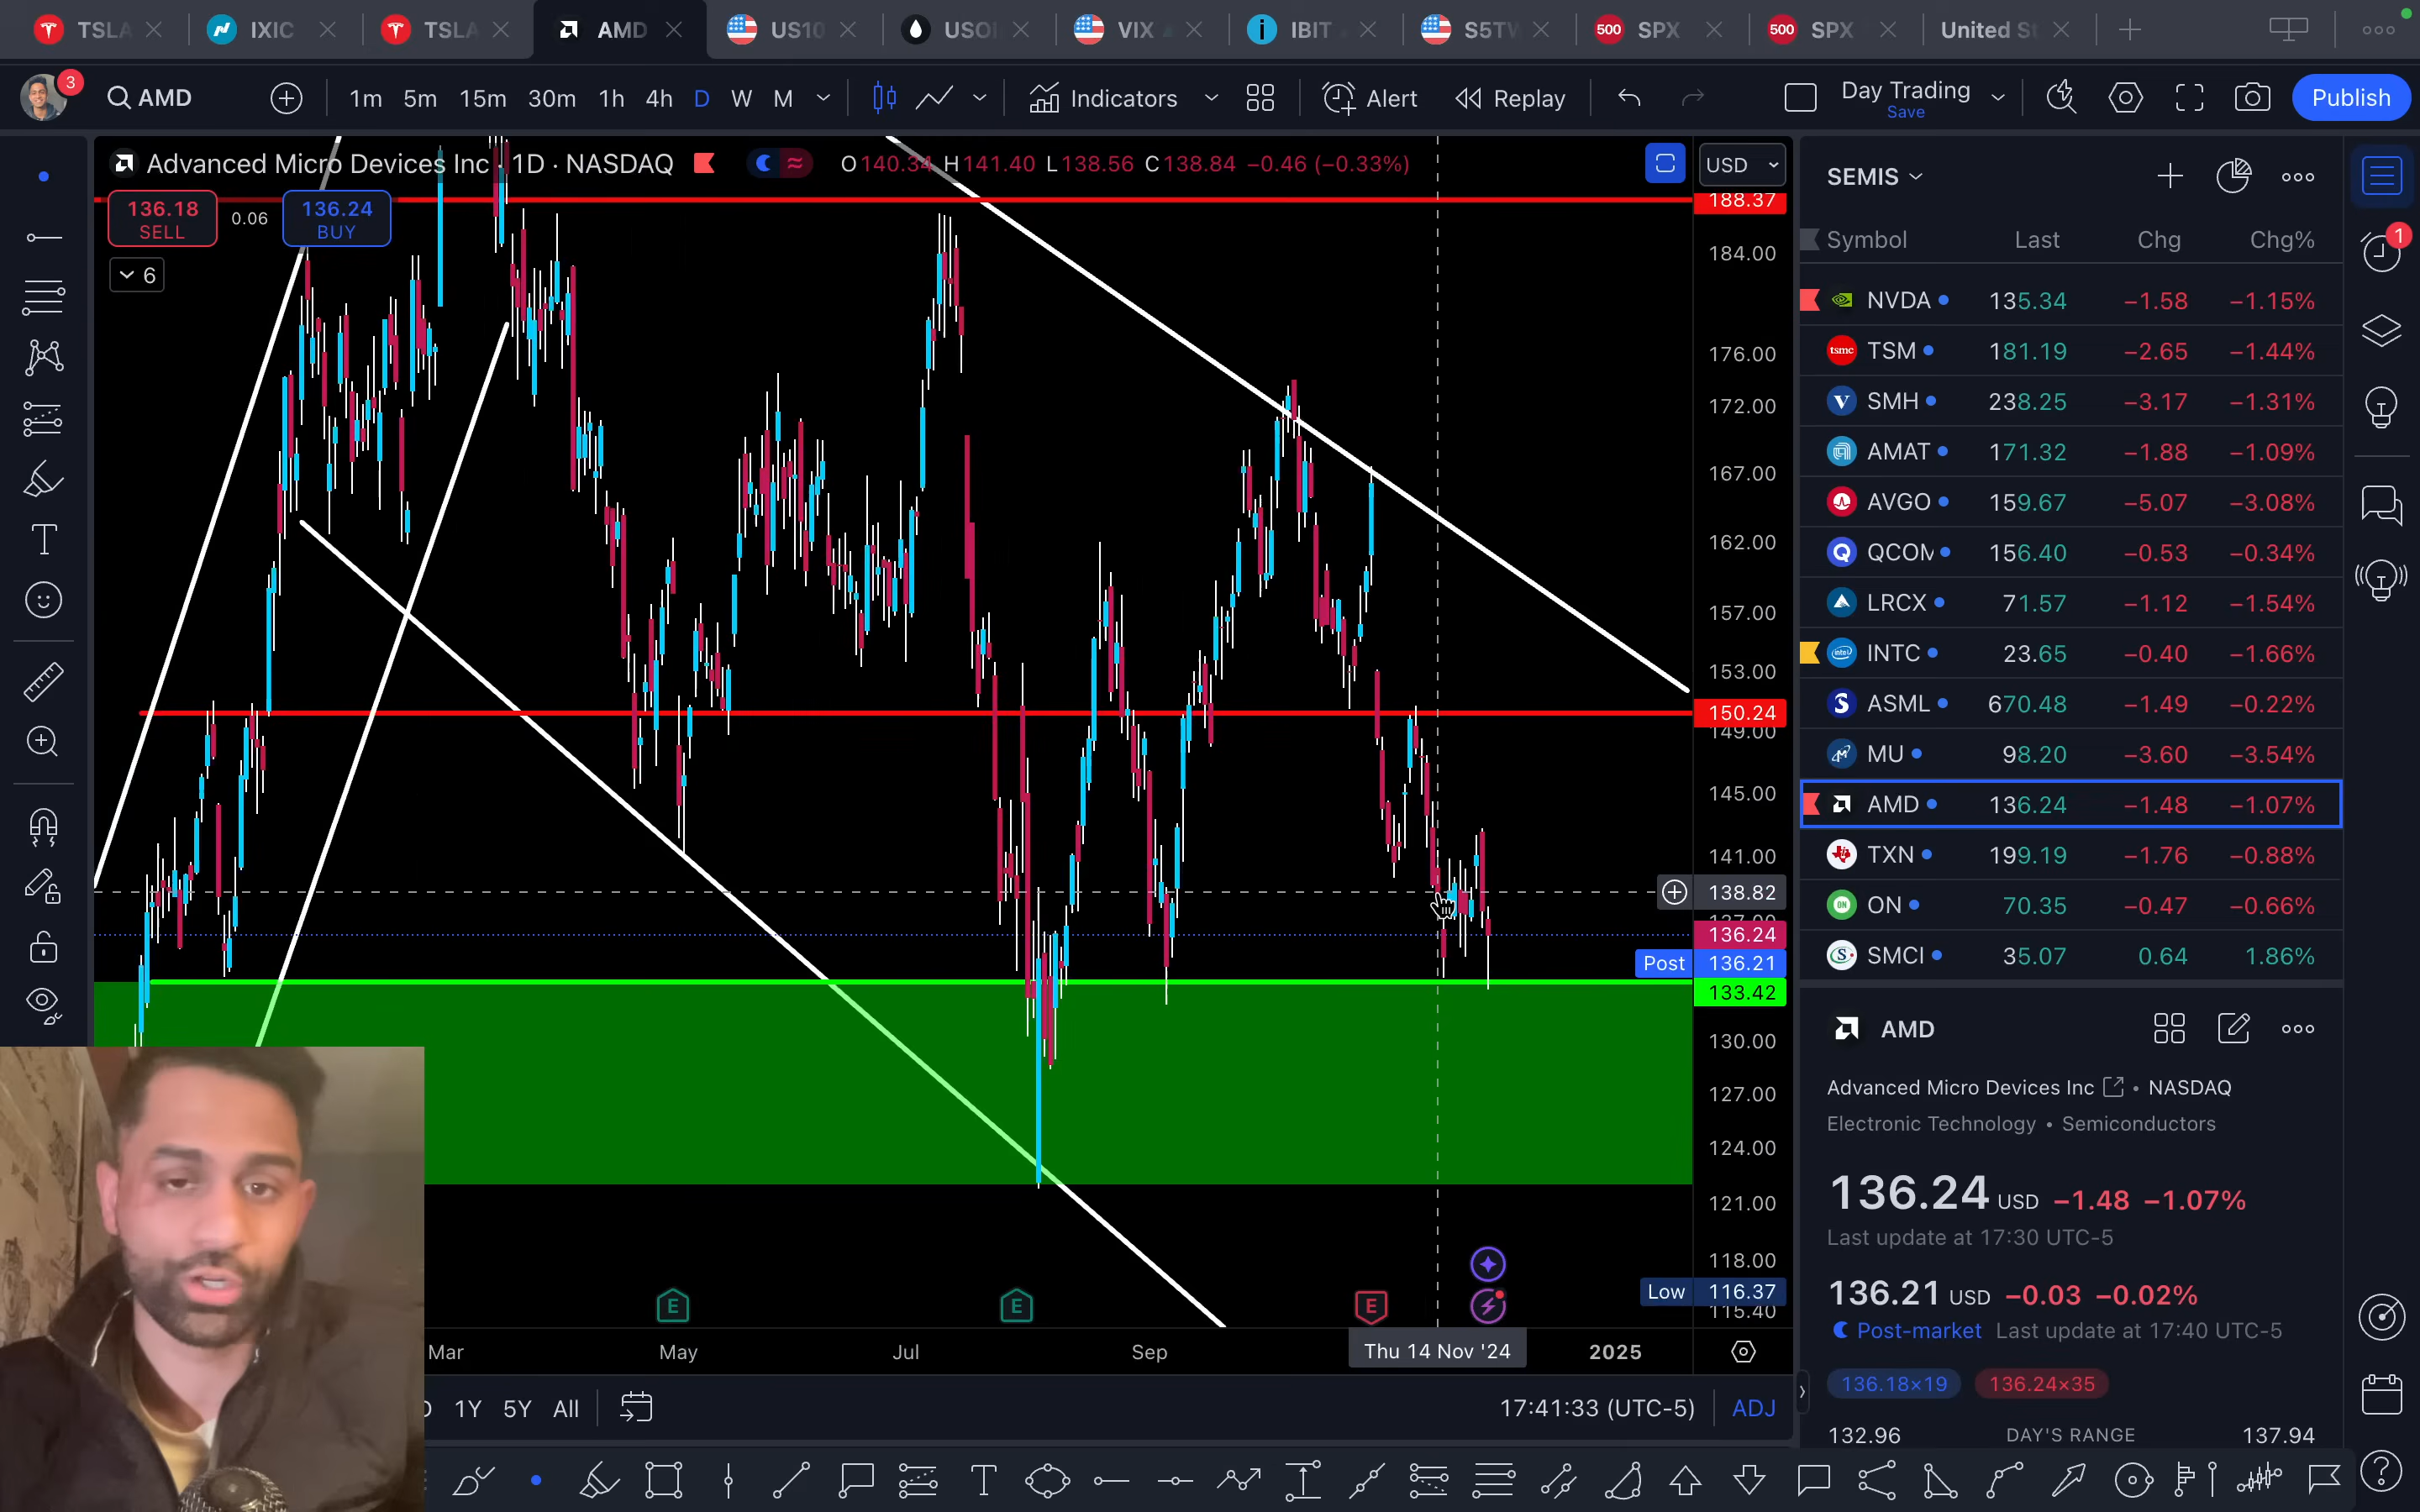 TSLA IXIC TSLA AMD US10 USOI VIX IBIT S5TW SPX SPX United St
3 AMD 1m 5m 15m 30m 1h 4h D W M Indicators Alert Replay Day Trading Save Publish
Advanced Micro Devices Inc · 1D · NASDAQ O140.34 H141.40 L138.56 C138.84 −0.46 (−0.33%) USD
136.18 SELL 0.06 136.24 BUY
6
188.37
184.00
176.00
172.00
167.00
162.00
157.00
153.00
150.24
149.00
145.00
141.00
138.82
137.00
136.24
Post 136.21
133.42
130.00
127.00
124.00
121.00
118.00
Low 116.37
115.40
E E E
Mar May Jul Sep Thu 14 Nov '24 2025
1Y 5Y All 17:41:33 (UTC-5) ADJ
SEMIS
Symbol Last Chg Chg%
NVDA 135.34 −1.58 −1.15%
tsmc TSM 181.19 −2.65 −1.44%
V SMH 238.25 −3.17 −1.31%
AMAT 171.32 −1.88 −1.09%
AVGO 159.67 −5.07 −3.08%
QCOM 156.40 −0.53 −0.34%
LRCX 71.57 −1.12 −1.54%
intel INTC 23.65 −0.40 −1.66%
ASML 670.48 −1.49 −0.22%
MU 98.20 −3.60 −3.54%
AMD 136.24 −1.48 −1.07%
TXN 199.19 −1.76 −0.88%
ON ON 70.35 −0.47 −0.66%
SMCI 35.07 0.64 1.86%
AMD
Advanced Micro Devices Inc • NASDAQ
Electronic Technology • Semiconductors
136.24 USD −1.48 −1.07%
Last update at 17:30 UTC-5
136.21 USD −0.03 −0.02%
Post-market Last update at 17:40 UTC-5
136.18×19 136.24×35
132.96 DAY'S RANGE 137.94
1